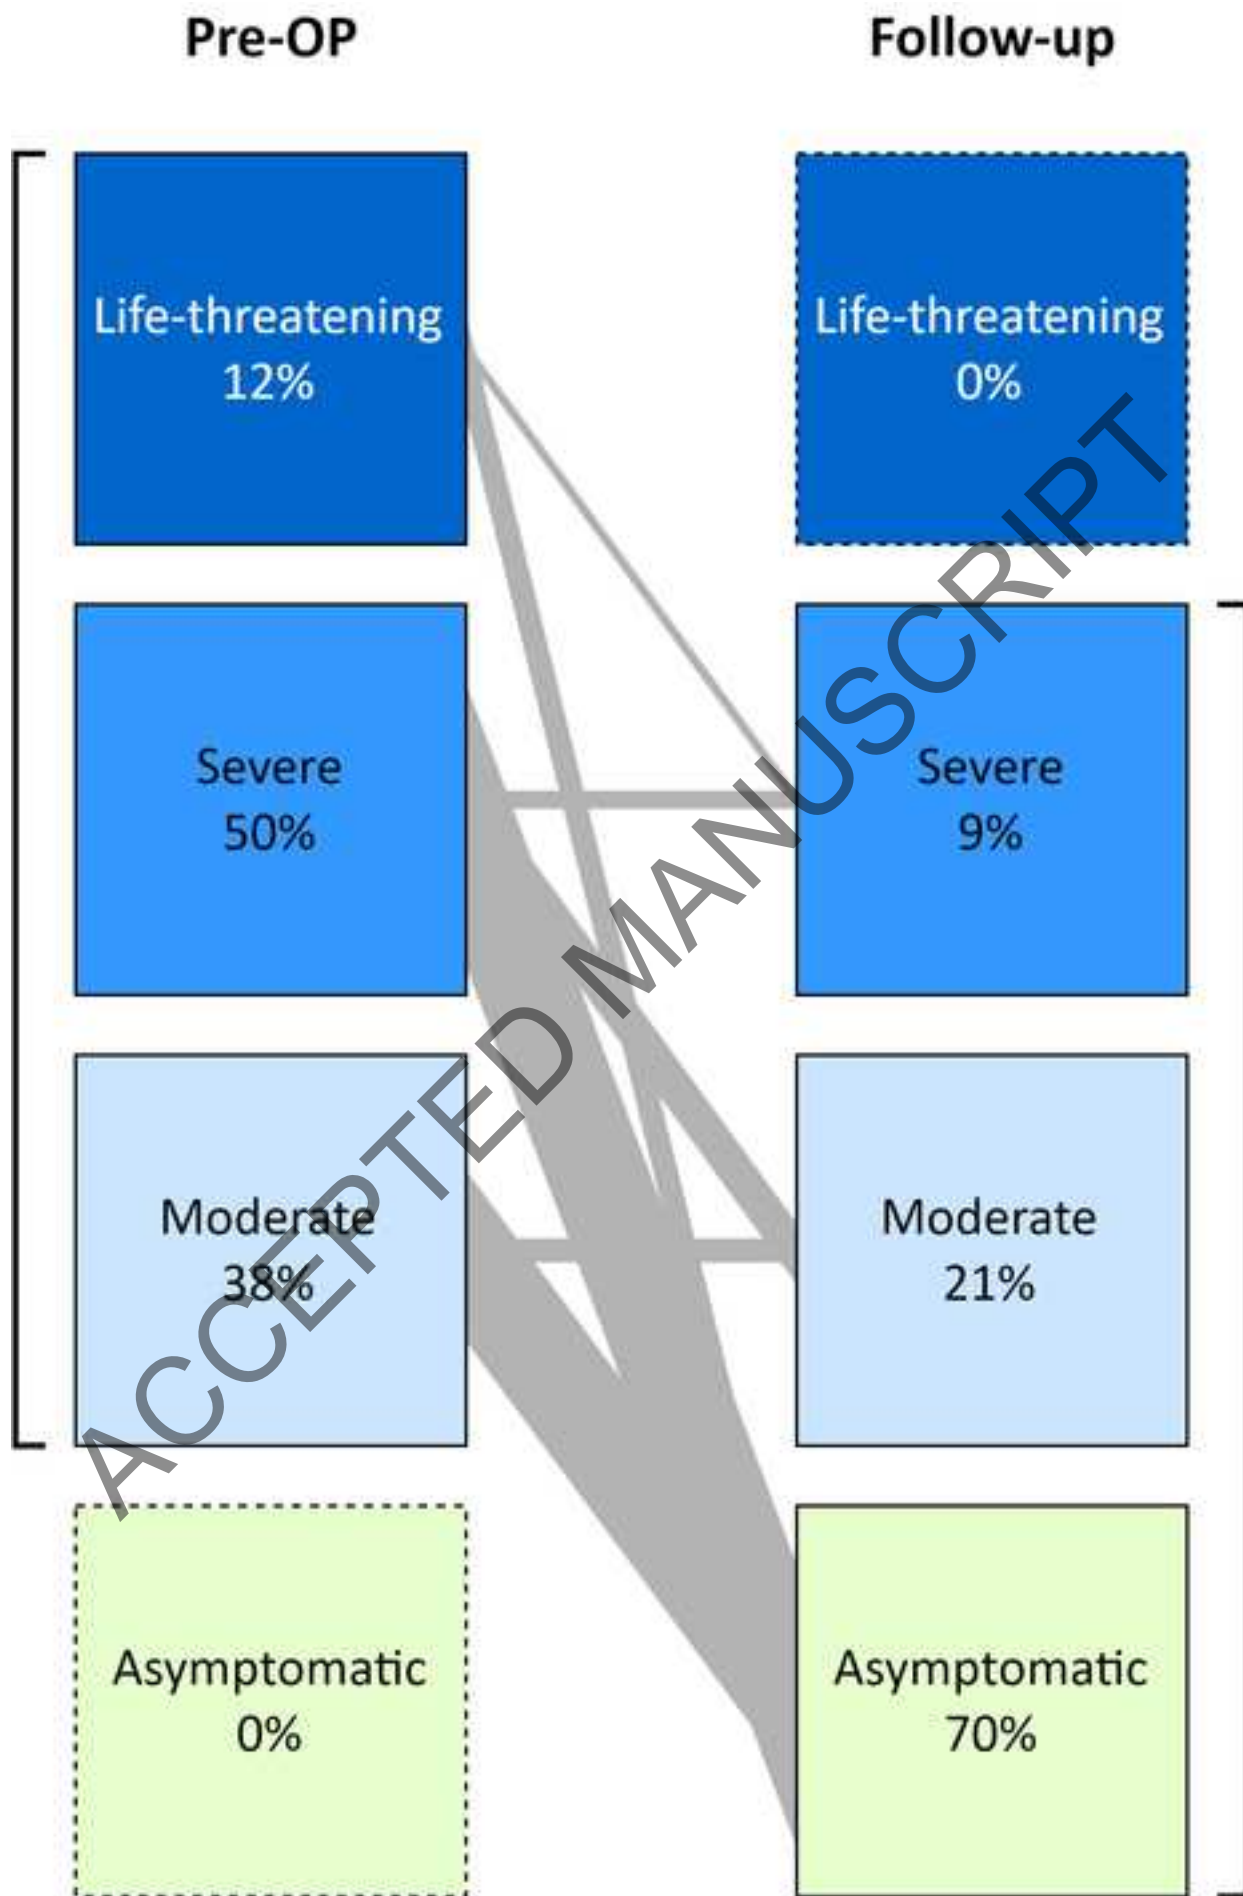 Pre-OP
Follow-up
Life-threatening
12%
Life-threatening
0%
Severe
50%
Severe
9%
Moderate
38%
Moderate
21%
Asymptomatic
0%
Asymptomatic
70%
ACCEPTED MANUSCRIPT